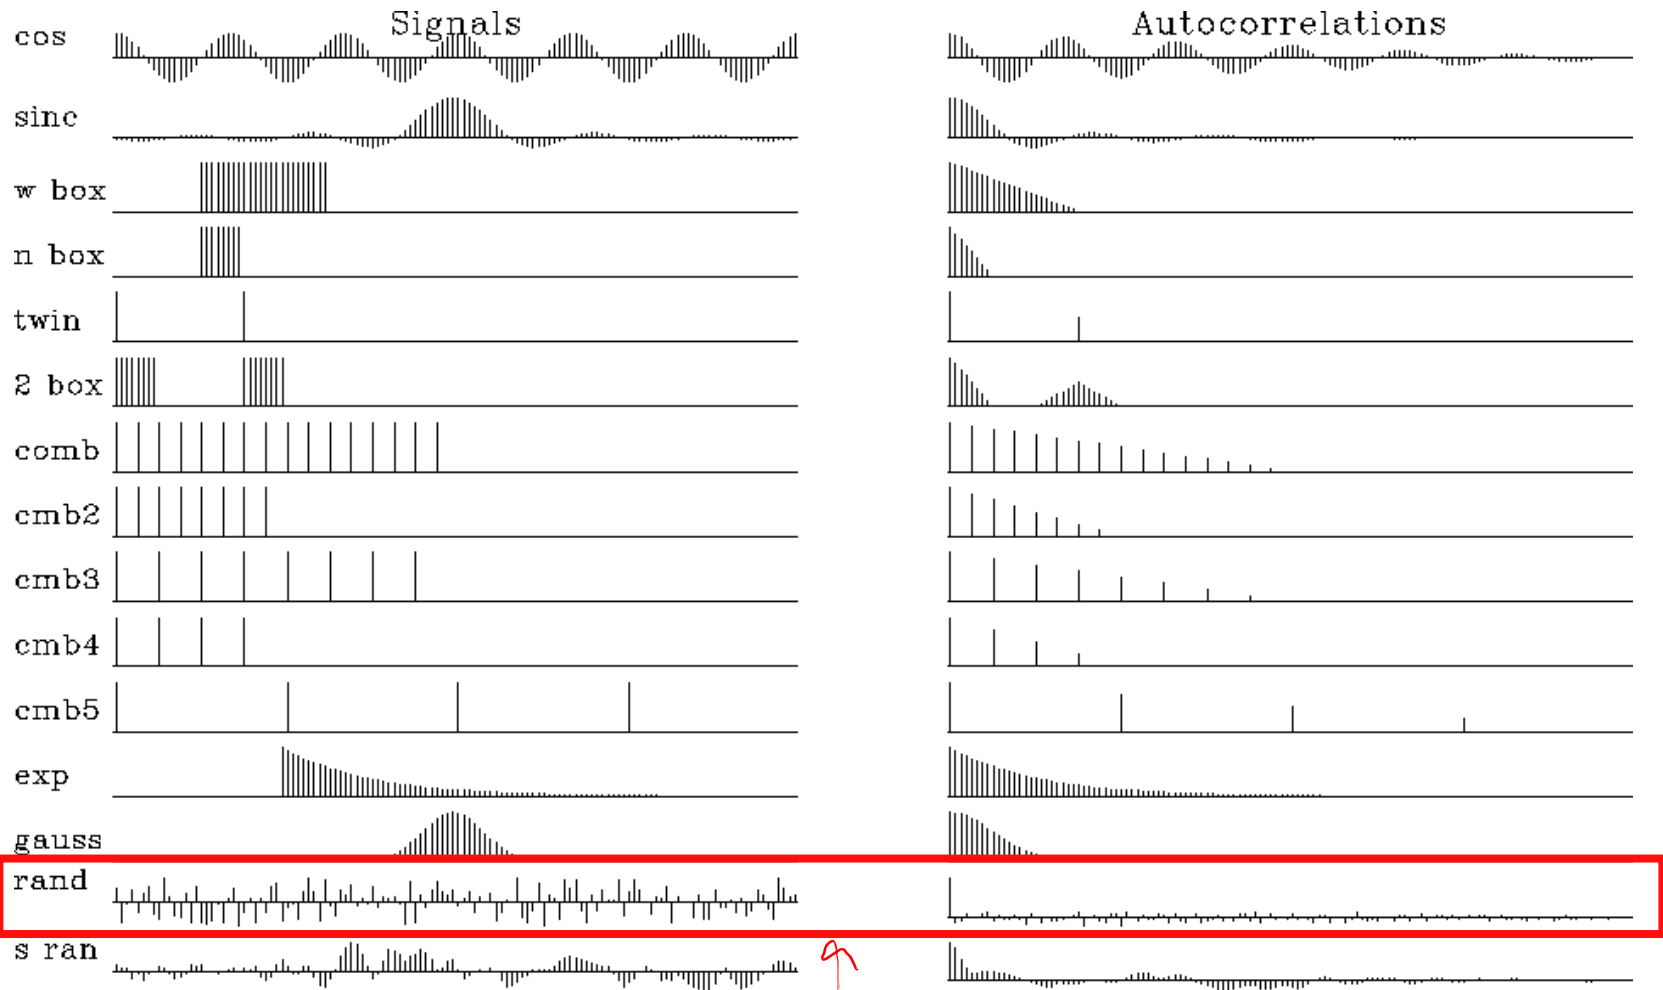 Signals Autocorrelations
cos
sinc
w box
n box
twin
2 box
comb
cmb2
cmb3
cmb4
cmb5
exp
gauss
rand
s ran